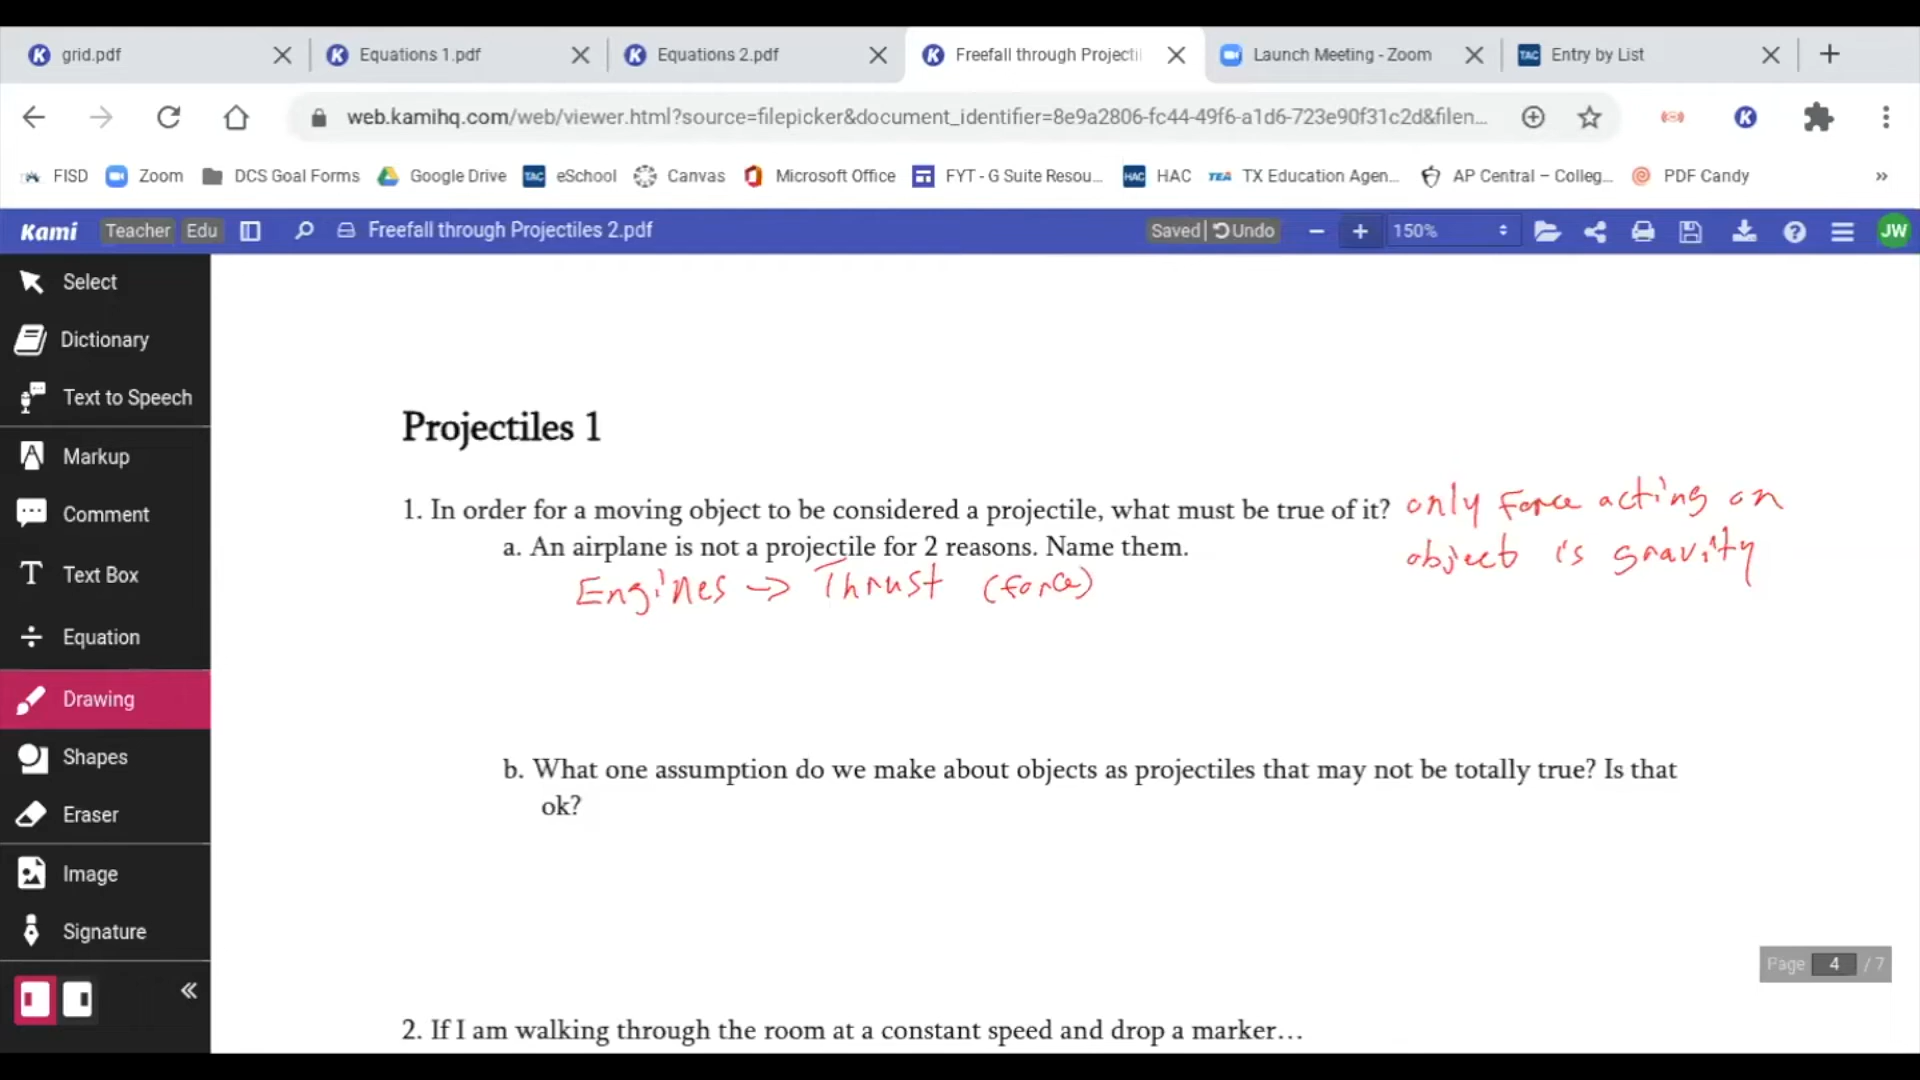 grid.pdf Equations 1.pdf Equations 2.pdf Freefall through Projectil Launch Meeting - Zoom TAC Entry by List
web.kamihq.com/web/viewer.html?source=filepicker&document_identifier=8e9a2806-fc44-49f6-a1d6-723e90f31c2d&filen...
FISD Zoom DCS Goal Forms Google Drive TAC eSchool Canvas Microsoft Office FYT - G Suite Resou... HAC HAC TEA TX Education Agen... AP Central – Colleg... PDF Candy »
Kami Teacher Edu Freefall through Projectiles 2.pdf Saved | Undo 150% JW
Select
Dictionary
Text to Speech
Markup
Comment
Text Box
Equation
Drawing
Shapes
Eraser
Image
Signature
Projectiles 1
1. In order for a moving object to be considered a projectile, what must be true of it? only force acting on
object is gravity
a. An airplane is not a projectile for 2 reasons. Name them.
Engines → Thrust (force)
b. What one assumption do we make about objects as projectiles that may not be totally true? Is that
ok?
Page 4 / 7
2. If I am walking through the room at a constant speed and drop a marker…